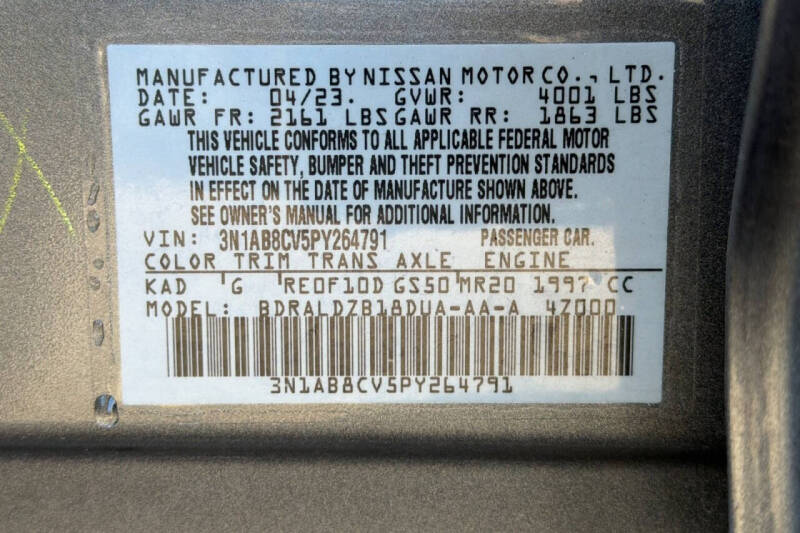 MANUFACTURED BY NISSAN MOTOR CO., LTD.
DATE: 04/23. GVWR: 4001 LBS
GAWR FR: 2161 LBS GAWR RR: 1863 LBS
THIS VEHICLE CONFORMS TO ALL APPLICABLE FEDERAL MOTOR
VEHICLE SAFETY, BUMPER AND THEFT PREVENTION STANDARDS
IN EFFECT ON THE DATE OF MANUFACTURE SHOWN ABOVE.
SEE OWNER'S MANUAL FOR ADDITIONAL INFORMATION.
VIN: 3N1AB8CV5PY264791 PASSENGER CAR.
COLOR TRIM TRANS AXLE ENGINE
KAD G RE0F10D GS50 MR20 1997 CC
MODEL: BDRALDZB18DUA-AA-A 47000
3N1AB8CV5PY264791